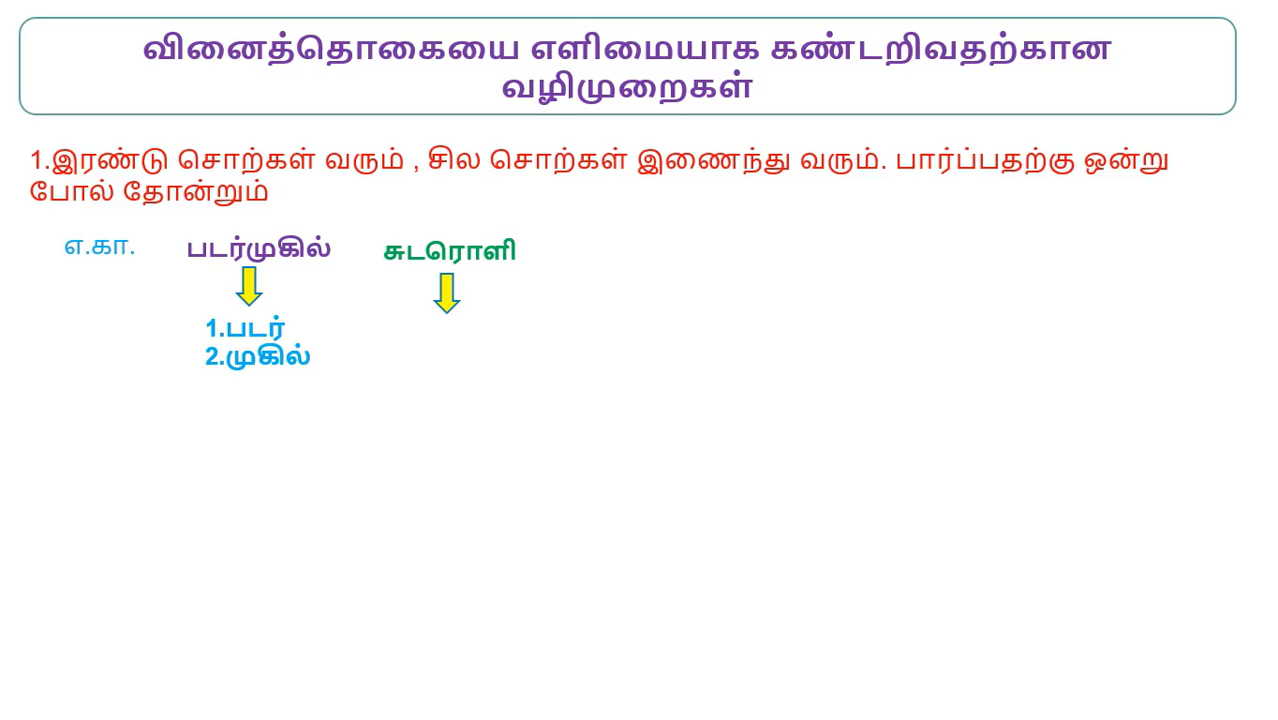 வினைத்தொகையை எளிமையாக கண்டறிவதற்கான
வழிமுறைகள்
1.இரண்டு சொற்கள் வரும் , சில சொற்கள் இணைந்து வரும். பார்ப்பதற்கு ஒன்று
போல் தோன்றும்
எ.கா. படர்முகில் சுடரொளி
1.படர்
2.முகில்